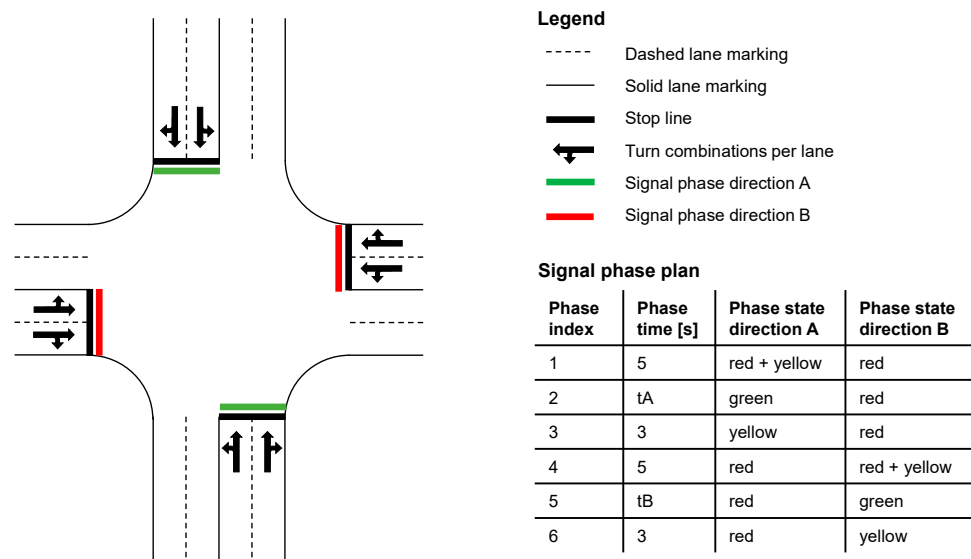 Legend
Dashed lane marking
Solid lane marking
Stop line
Turn combinations per lane
Signal phase direction A
Signal phase direction B
Signal phase plan
Phase index Phase time [s] Phase state direction A Phase state direction B
1 5 red + yellow red
2 tA green red
3 3 yellow red
4 5 red red + yellow
5 tB red green
6 3 red yellow